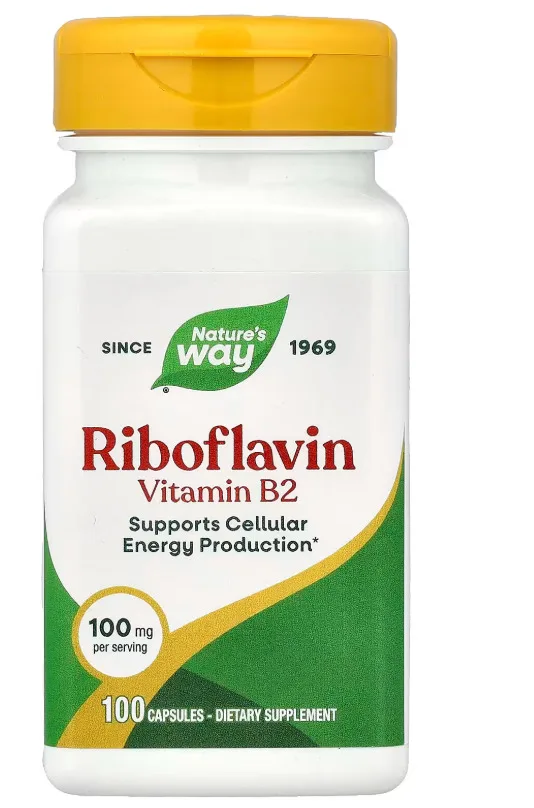 SINCE Nature's way® 1969
Riboflavin
Vitamin B2
Supports Cellular
Energy Production*
100 mg
per serving
100 CAPSULES - DIETARY SUPPLEMENT